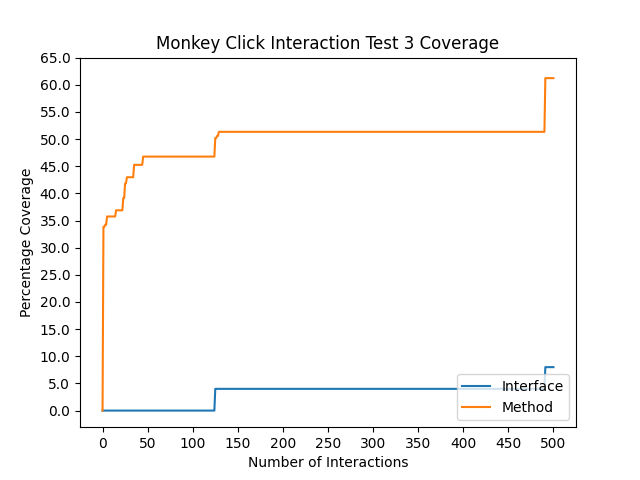 Monkey Click Interaction Test 3 Coverage
65.0
60.0
55.0
50.0
45.0
40.0
35.0
30.0
25.0
20.0
15.0
10.0
5.0
0.0
Percentage Coverage
Interface
Method
0 50 100 150 200 250 300 350 400 450 500
Number of Interactions